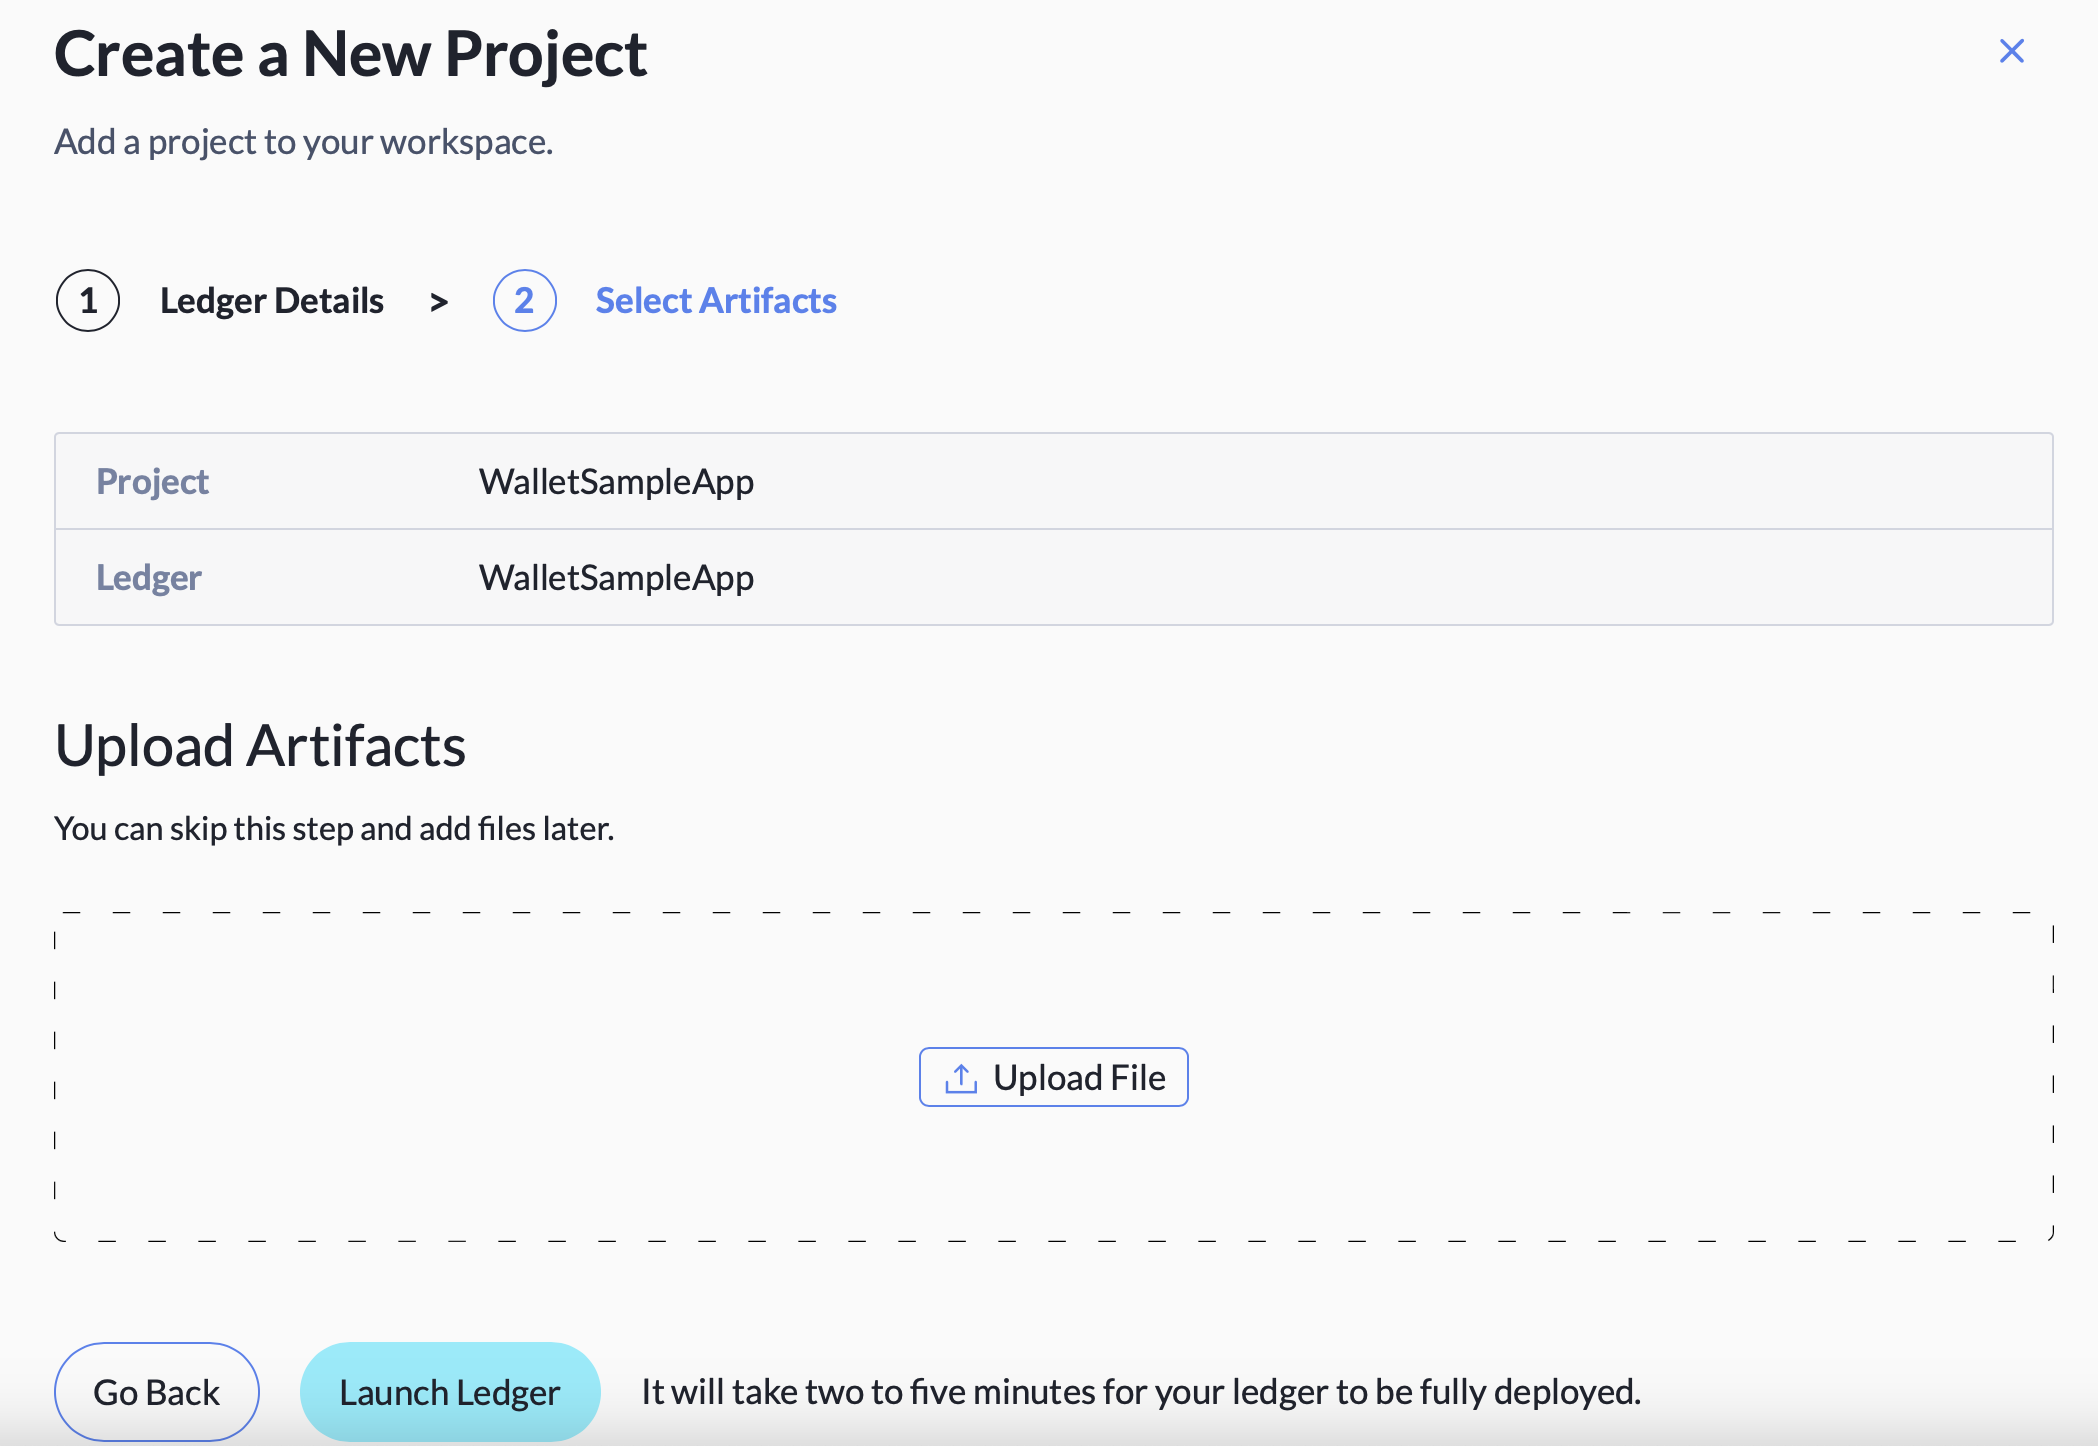 Create a New Project
Add a project to your workspace.
1 Ledger Details > 2 Select Artifacts
Project WalletSampleApp
Ledger WalletSampleApp
Upload Artifacts
You can skip this step and add files later.
Upload File
Go Back Launch Ledger It will take two to five minutes for your ledger to be fully deployed.